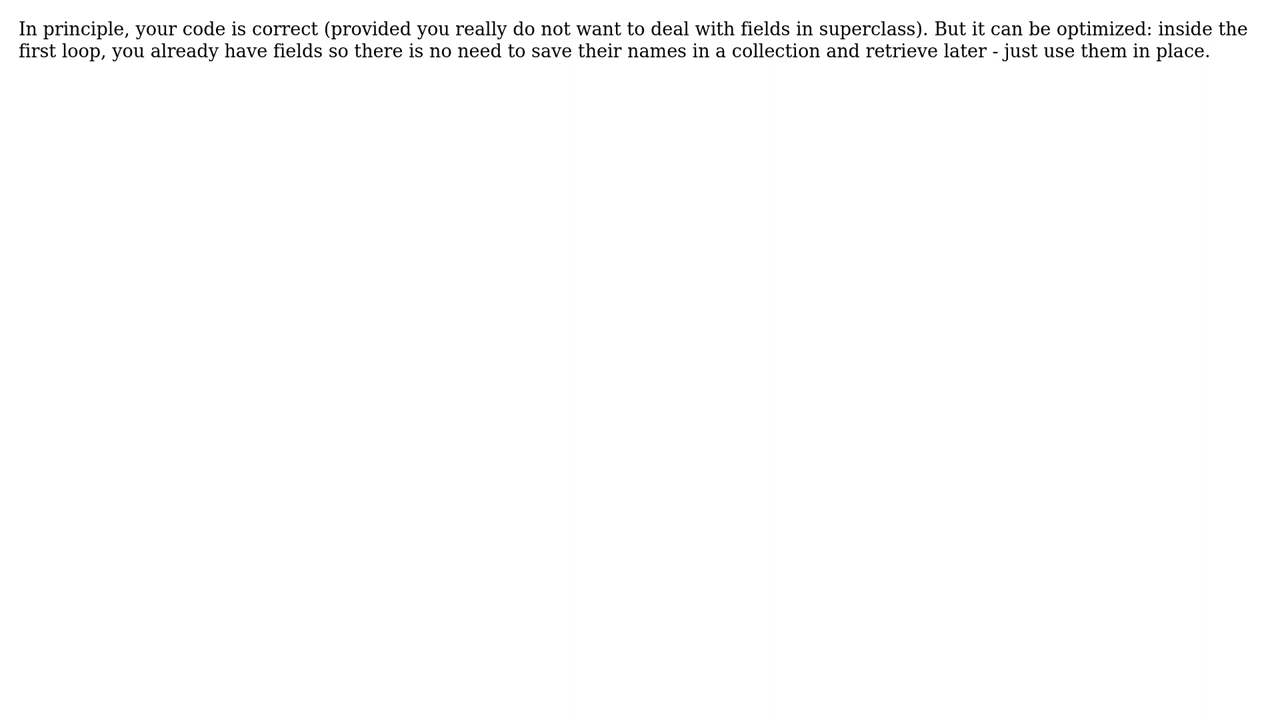 In principle, your code is correct (provided you really do not want to deal with fields in superclass). But it can be optimized: inside the
first loop, you already have fields so there is no need to save their names in a collection and retrieve later - just use them in place.